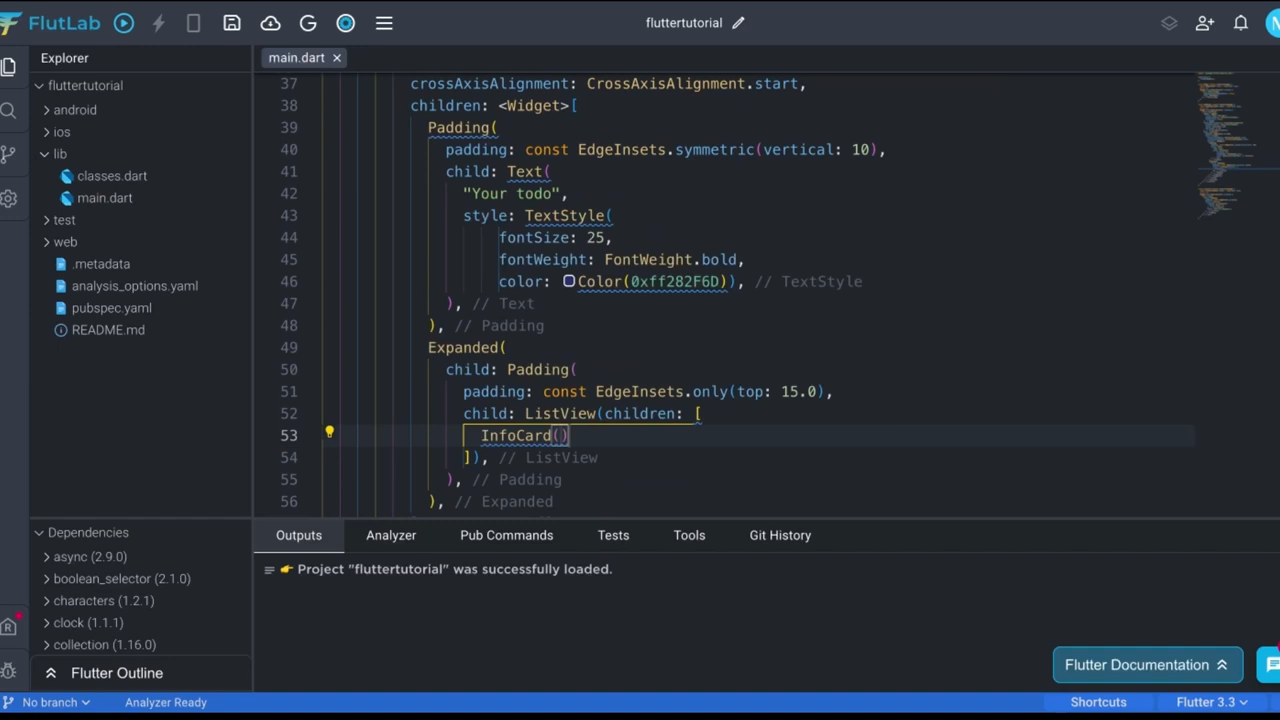 FlutLab
fluttertutorial
Explorer
main.dart ×
fluttertutorial
android
ios
lib
classes.dart
main.dart
test
web
.metadata
analysis_options.yaml
pubspec.yaml
README.md
37 crossAxisAlignment: CrossAxisAlignment.start,
38 children: <Widget>[
39 Padding(
40 padding: const EdgeInsets.symmetric(vertical: 10),
41 child: Text(
42 "Your todo",
43 style: TextStyle(
44 fontSize: 25,
45 fontWeight: FontWeight.bold,
46 color: Color(0xff282F6D)), // TextStyle
47 ), // Text
48 ), // Padding
49 Expanded(
50 child: Padding(
51 padding: const EdgeInsets.only(top: 15.0),
52 child: ListView(children: [
53 InfoCard()
54 ]), // ListView
55 ), // Padding
56 ), // Expanded
Dependencies
async (2.9.0)
boolean_selector (2.1.0)
characters (1.2.1)
clock (1.1.1)
collection (1.16.0)
Flutter Outline
Outputs Analyzer Pub Commands Tests Tools Git History
👉 Project "fluttertutorial" was successfully loaded.
Flutter Documentation
No branch Analyzer Ready Shortcuts Flutter 3.3